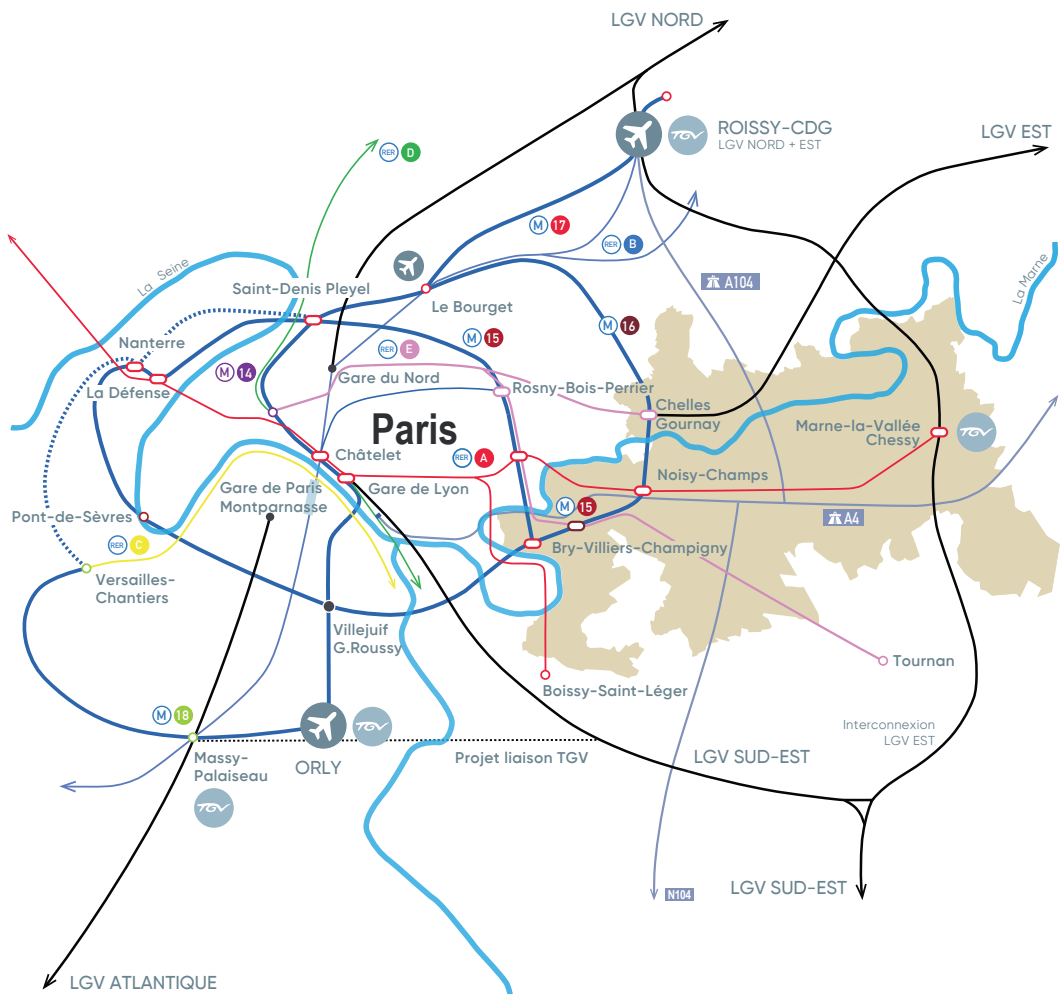 LGV NORD
ROISSY-CDG
LGV NORD + EST
TGV
LGV EST
RER D
M 17
RER B
La Seine
La Marne
A104
Saint-Denis Pleyel
Le Bourget
M 16
M 15
Nanterre
RER E
M 14
Gare du Nord
Rosny-Bois-Perrier
La Défense
Chelles
Gournay
Paris
Marne-la-Vallée
Chessy
TGV
Châtelet
RER A
Noisy-Champs
Gare de Lyon
Gare de Paris
Montparnasse
M 15
A4
Pont-de-Sèvres
RER C
Bry-Villiers-Champigny
Versailles-
Chantiers
Villejuif
G.Roussy
Tournan
Boissy-Saint-Léger
M 18
TGV
Interconnexion
LGV EST
Massy-
Palaiseau
ORLY
Projet liaison TGV
LGV SUD-EST
TGV
LGV SUD-EST
N104
LGV ATLANTIQUE